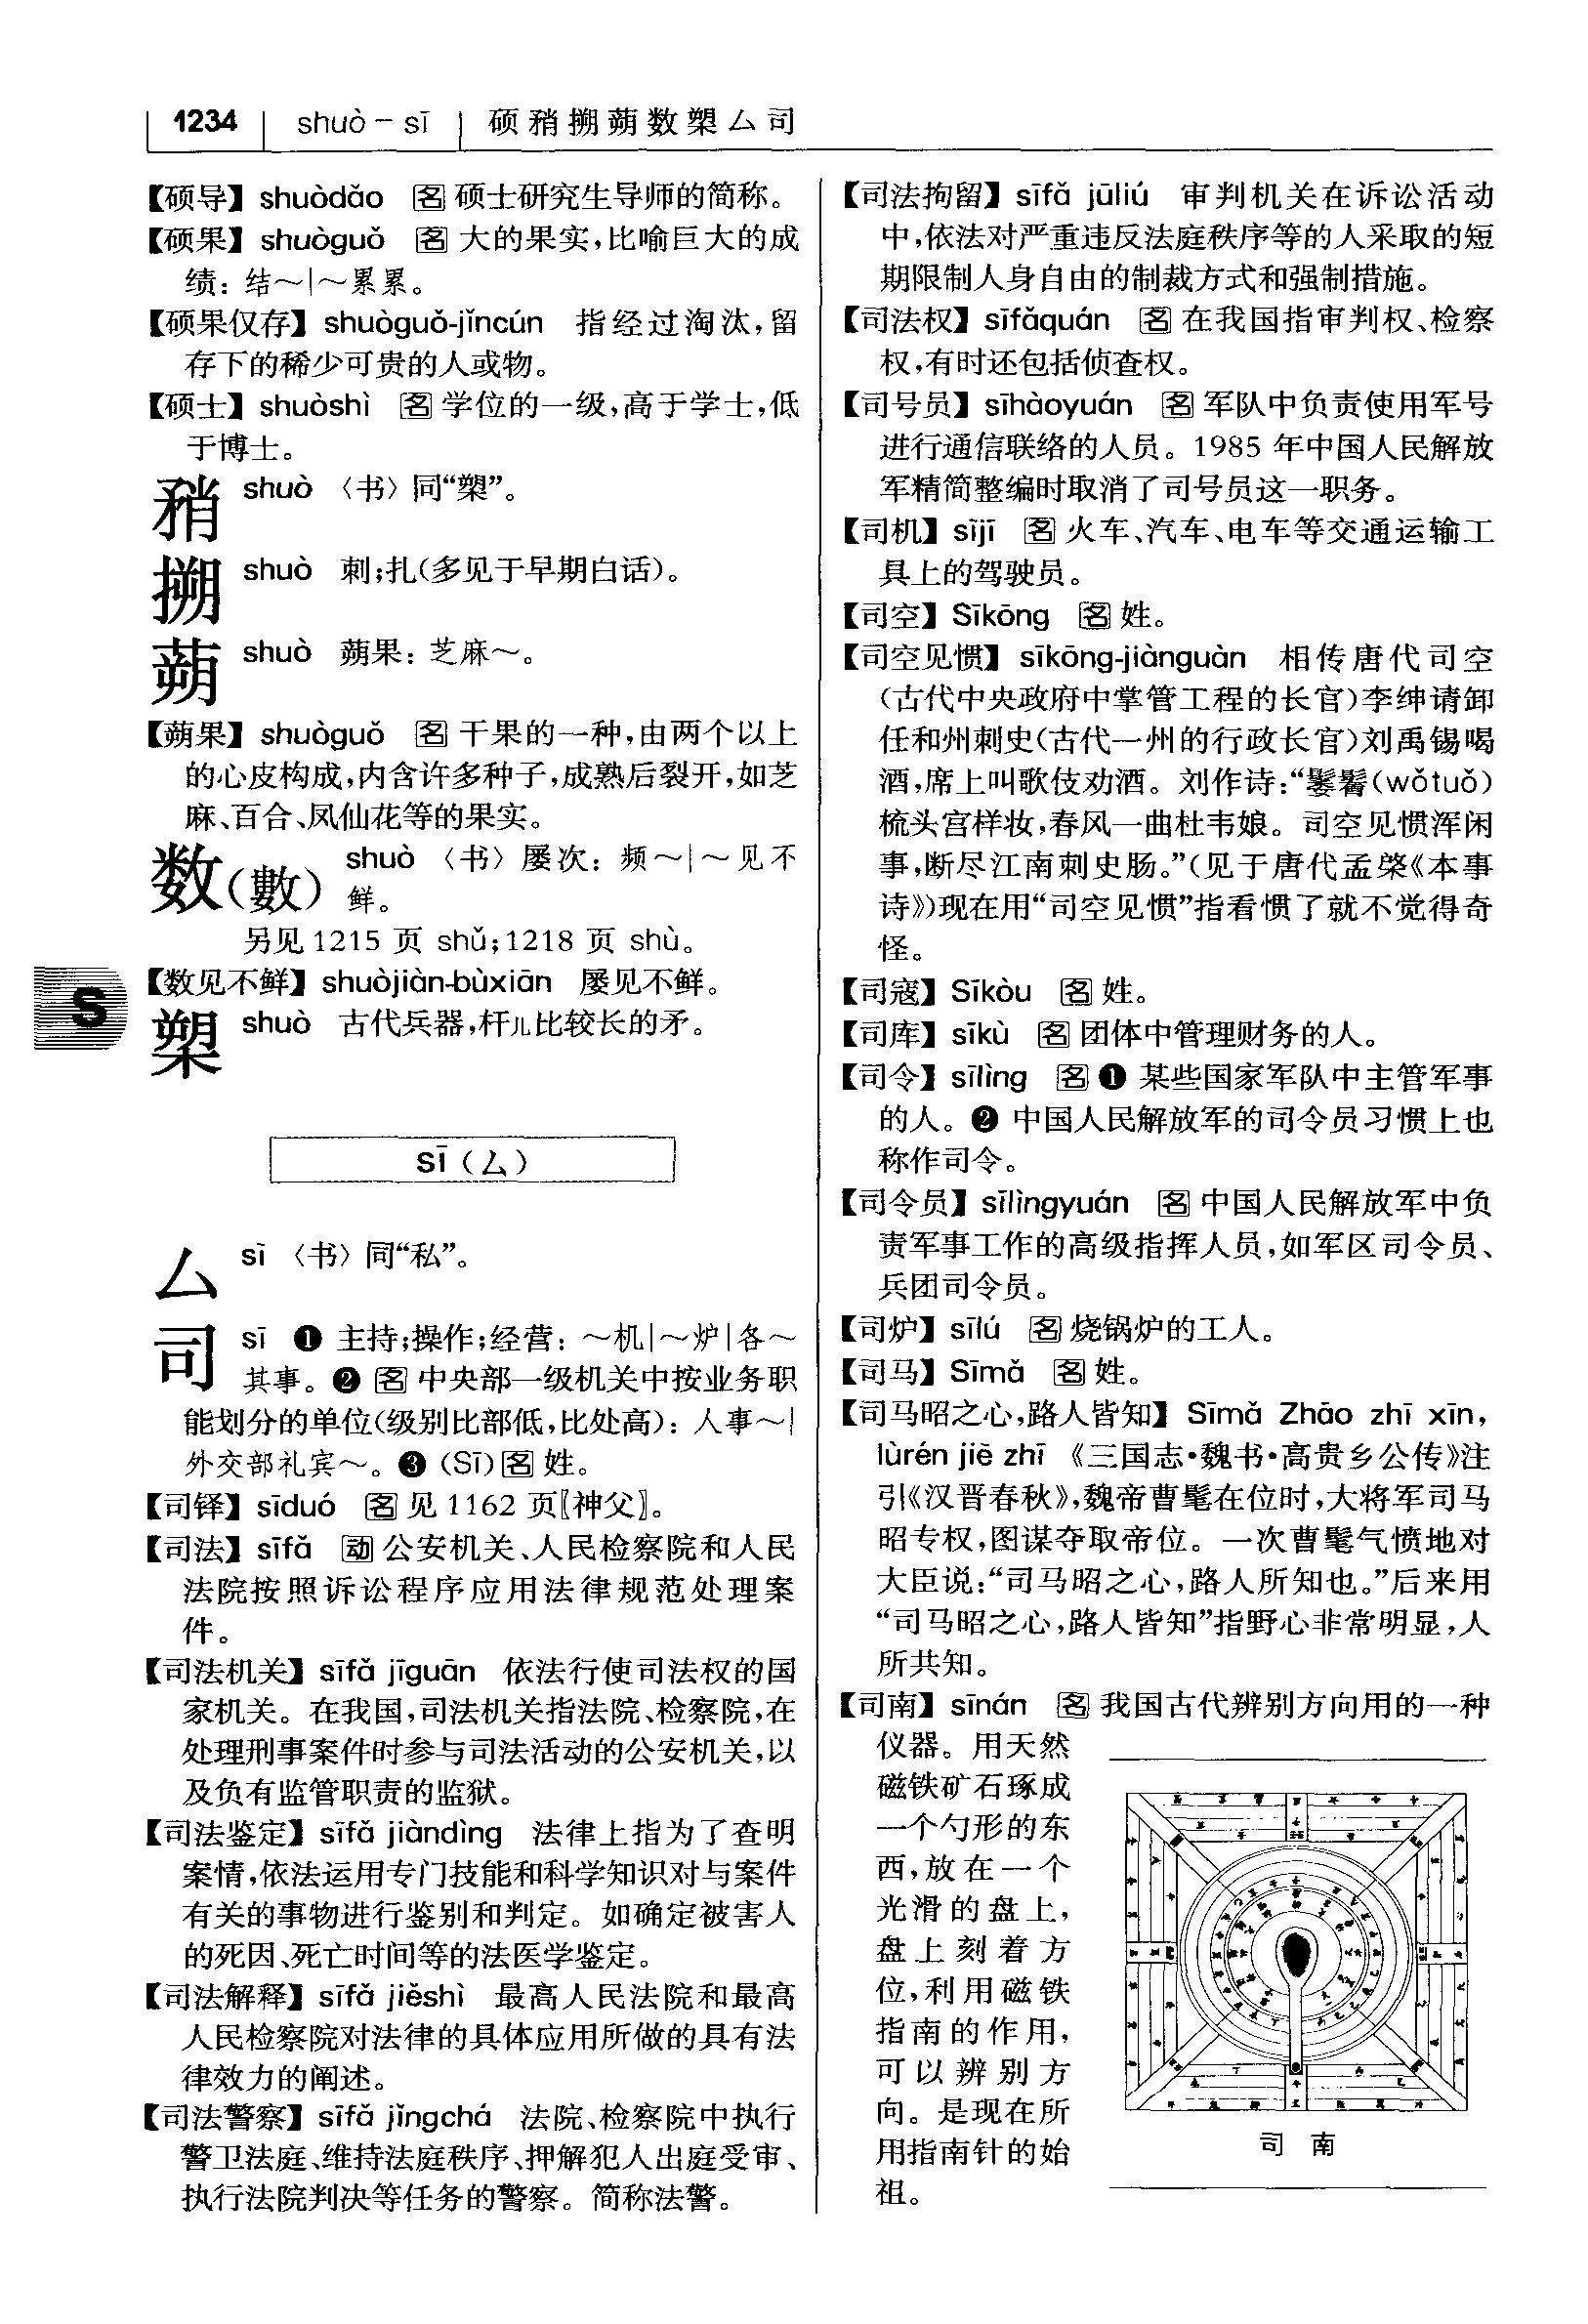 1234 shuò－sī 硕矟搠蒴数槊厶司
【硕导】 shuòdǎo 名 硕士研究生导师的简称。
【硕果】 shuòguǒ 名 大的果实,比喻巨大的成
绩：结～|～累累。
【硕果仅存】 shuòguǒ-jǐncún 指经过淘汰,留
存下的稀少可贵的人或物。
【硕士】 shuòshì 名 学位的一级,高于学士,低
于博士。
矟 shuò 〈书〉同“槊”。
搠 shuò 刺;扎(多见于早期白话)。
蒴 shuò 蒴果：芝麻～。
【蒴果】 shuòguǒ 名 干果的一种,由两个以上
的心皮构成,内含许多种子,成熟后裂开,如芝
麻、百合、凤仙花等的果实。
数(數) shuò 〈书〉屡次：频～|～见不
鲜。
另见1215 页 shǔ;1218 页 shù。
【数见不鲜】 shuòjiàn-bùxiān 屡见不鲜。
S
槊 shuò 古代兵器,杆儿比较长的矛。
sī（厶）
厶 sī 〈书〉同“私”。
司 sī ❶ 主持;操作;经营：～机|～炉|各～
其事。❷ 名 中央部一级机关中按业务职
能划分的单位(级别比部低,比处高)：人事～|
外交部礼宾～。❸ (Sī) 名 姓。
【司铎】 sīduó 名 见 1162 页〖神父〗。
【司法】 sīfǎ 动 公安机关、人民检察院和人民
法院按照诉讼程序应用法律规范处理案
件。
【司法机关】 sīfǎ jīguān 依法行使司法权的国
家机关。在我国,司法机关指法院、检察院,在
处理刑事案件时参与司法活动的公安机关,以
及负有监管职责的监狱。
【司法鉴定】 sīfǎ jiàndìng 法律上指为了查明
案情,依法运用专门技能和科学知识对与案件
有关的事物进行鉴别和判定。如确定被害人
的死因、死亡时间等的法医学鉴定。
【司法解释】 sīfǎ jiěshì 最高人民法院和最高
人民检察院对法律的具体应用所做的具有法
律效力的阐述。
【司法警察】 sīfǎ jǐngchá 法院、检察院中执行
警卫法庭、维持法庭秩序、押解犯人出庭受审、
执行法院判决等任务的警察。简称法警。
【司法拘留】 sīfǎ jūliú 审判机关在诉讼活动
中,依法对严重违反法庭秩序等的人采取的短
期限制人身自由的制裁方式和强制措施。
【司法权】 sīfǎquán 名 在我国指审判权、检察
权,有时还包括侦查权。
【司号员】 sīhàoyuán 名 军队中负责使用军号
进行通信联络的人员。1985 年中国人民解放
军精简整编时取消了司号员这一职务。
【司机】 sījī 名 火车、汽车、电车等交通运输工
具上的驾驶员。
【司空】 Sīkōng 名 姓。
【司空见惯】 sīkōng-jiànguàn 相传唐代司空
(古代中央政府中掌管工程的长官)李绅请卸
任和州刺史(古代一州的行政长官)刘禹锡喝
酒,席上叫歌伎劝酒。刘作诗:“鬖髿(wǒtuǒ)
梳头宫样妆,春风一曲杜韦娘。司空见惯浑闲
事,断尽江南刺史肠。”(见于唐代孟棨《本事
诗》)现在用“司空见惯”指看惯了就不觉得奇
怪。
【司寇】 Sīkòu 名 姓。
【司库】 sīkù 名 团体中管理财务的人。
【司令】 sīlìng 名 ❶ 某些国家军队中主管军事
的人。❷ 中国人民解放军的司令员习惯上也
称作司令。
【司令员】 sīlìngyuán 名 中国人民解放军中负
责军事工作的高级指挥人员,如军区司令员、
兵团司令员。
【司炉】 sīlú 名 烧锅炉的工人。
【司马】 Sīmǎ 名 姓。
【司马昭之心,路人皆知】 Sīmǎ Zhāo zhī xīn,
lùrén jiē zhī 《三国志·魏书·高贵乡公传》注
引《汉晋春秋》,魏帝曹髦在位时,大将军司马
昭专权,图谋夺取帝位。一次曹髦气愤地对
大臣说:“司马昭之心,路人所知也。”后来用
“司马昭之心,路人皆知”指野心非常明显,人
所共知。
【司南】 sīnán 名 我国古代辨别方向用的一种
仪器。用天然
磁铁矿石琢成
一个勺形的东
西,放在一个
光滑的盘上,
盘上刻着方
位,利用磁铁
指南的作用,
可以辨别方
向。是现在所
用指南针的始
祖。
司 南